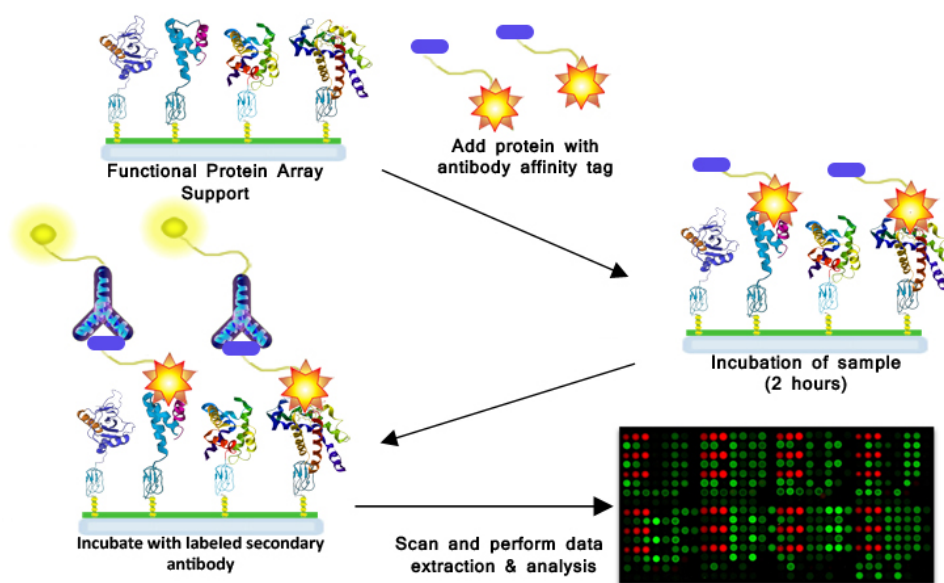 Functional Protein Array
Support
Add protein with
antibody affinity tag
Incubation of sample
(2 hours)
Incubate with labeled secondary
antibody
Scan and perform data
extraction & analysis